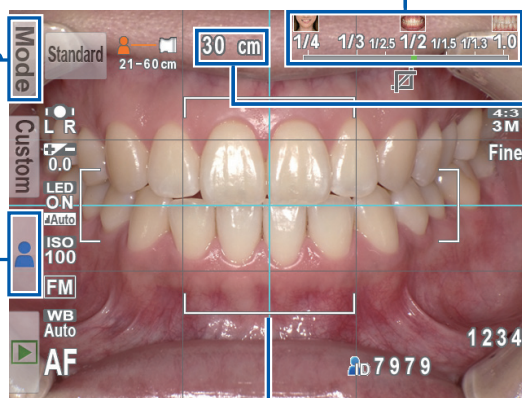 Mode
Standard
21-60 cm
30 cm
1/4 1/3 1/2.5 1/2 1/1.5 1/1.3 1.0
L R
4:3
3M
Custom
0.0
Fine
LED
ON
Auto
ISO
100
FM
WB
Auto
1234
AF
ID 7979